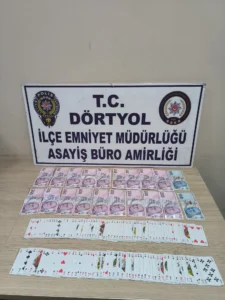 T.C.
DÖRTYOL
İLÇE EMNİYET MÜDÜRLÜĞÜ
ASAYİŞ BÜRO AMİRLİĞİ